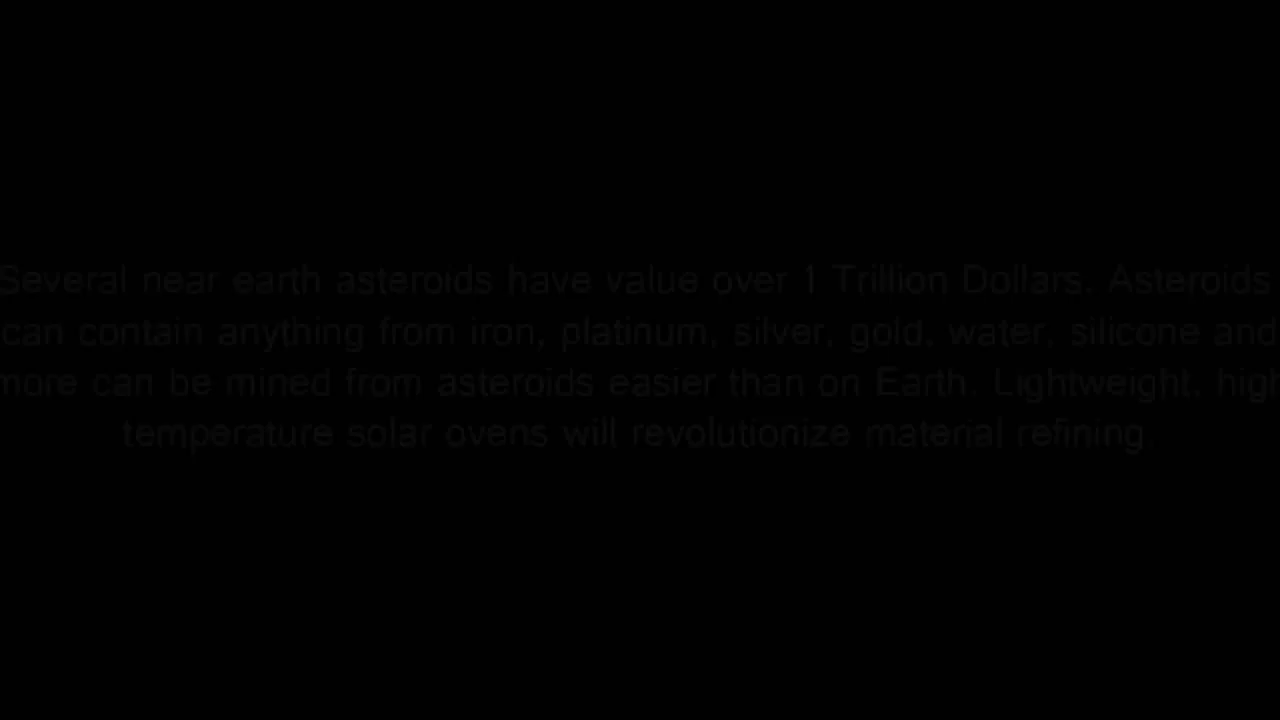 Several near earth asteroids have value over 1 Trillion Dollars. Asteroids
can contain anything from iron, platinum, silver, gold, water, silicone and
more can be mined from asteroids easier than on Earth. Lightweight, high
temperature solar ovens will revolutionize material refining.